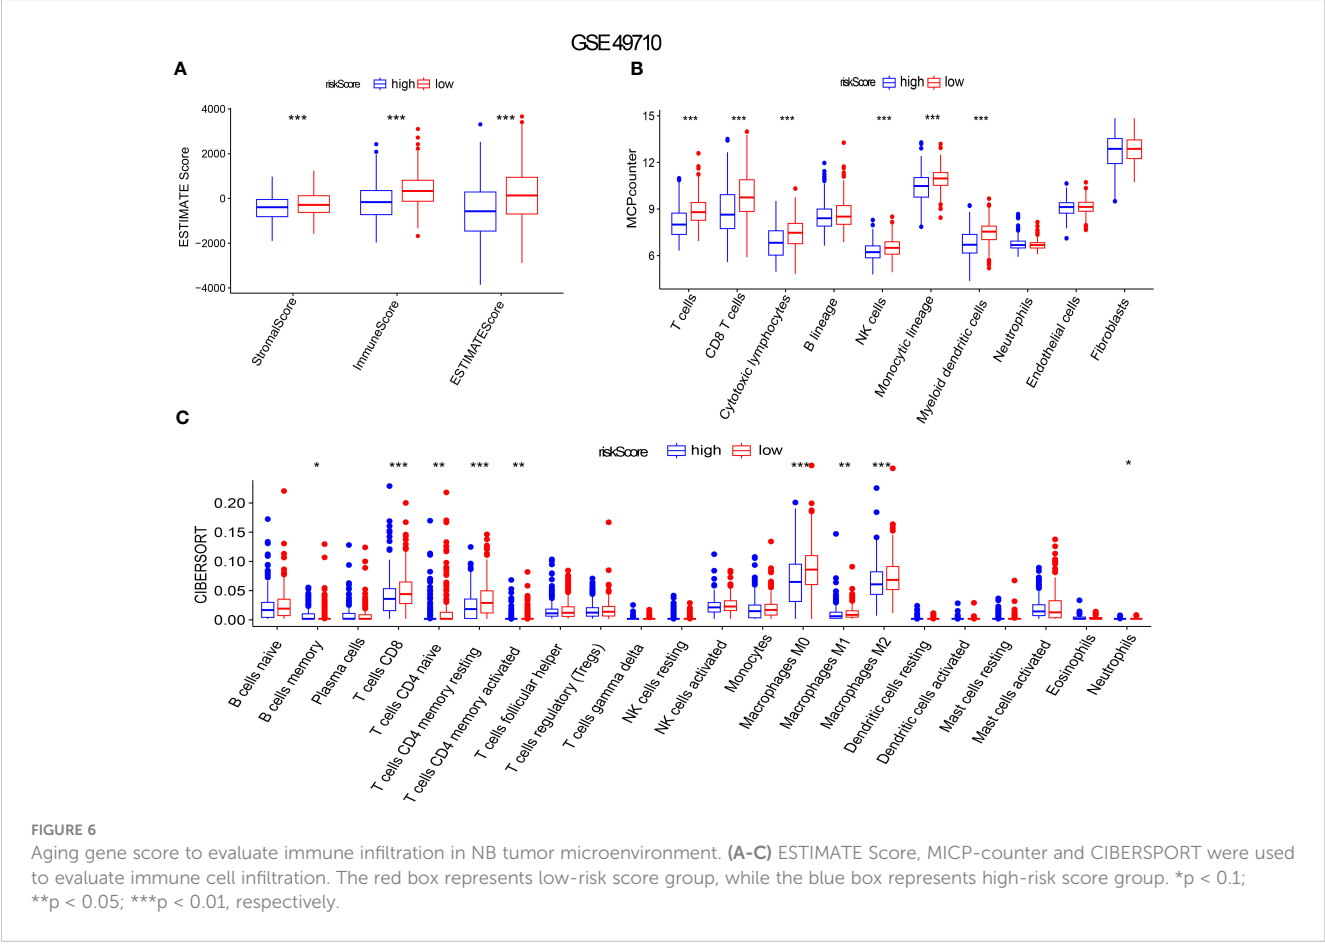 GSE 49710
A
riskScore high low
***
***
***
4000
2000
0
−2000
−4000
ESTIMATE Score
StromalScore
ImmuneScore
ESTIMATEScore
B
riskScore high low
***
***
***
***
***
***
15
12
9
6
MCPcounter
T cells
CD8 T cells
Cytotoxic lymphocytes
B lineage
NK cells
Monocytic lineage
Myeloid dendritic cells
Neutrophils
Endothelial cells
Fibroblasts
C
riskScore high low
*
***
**
***
**
***
**
***
*
0.20
0.15
0.10
0.05
0.00
CIBERSORT
B cells naive
B cells memory
Plasma cells
T cells CD8
T cells CD4 naive
T cells CD4 memory resting
T cells CD4 memory activated
T cells follicular helper
T cells regulatory (Tregs)
T cells gamma delta
NK cells resting
NK cells activated
Monocytes
Macrophages M0
Macrophages M1
Macrophages M2
Dendritic cells resting
Dendritic cells activated
Mast cells resting
Mast cells activated
Eosinophils
Neutrophils
FIGURE 6
Aging gene score to evaluate immune infiltration in NB tumor microenvironment. (A-C) ESTIMATE Score, MICP-counter and CIBERSPORT were used
to evaluate immune cell infiltration. The red box represents low-risk score group, while the blue box represents high-risk score group. *p < 0.1;
**p < 0.05; ***p < 0.01, respectively.